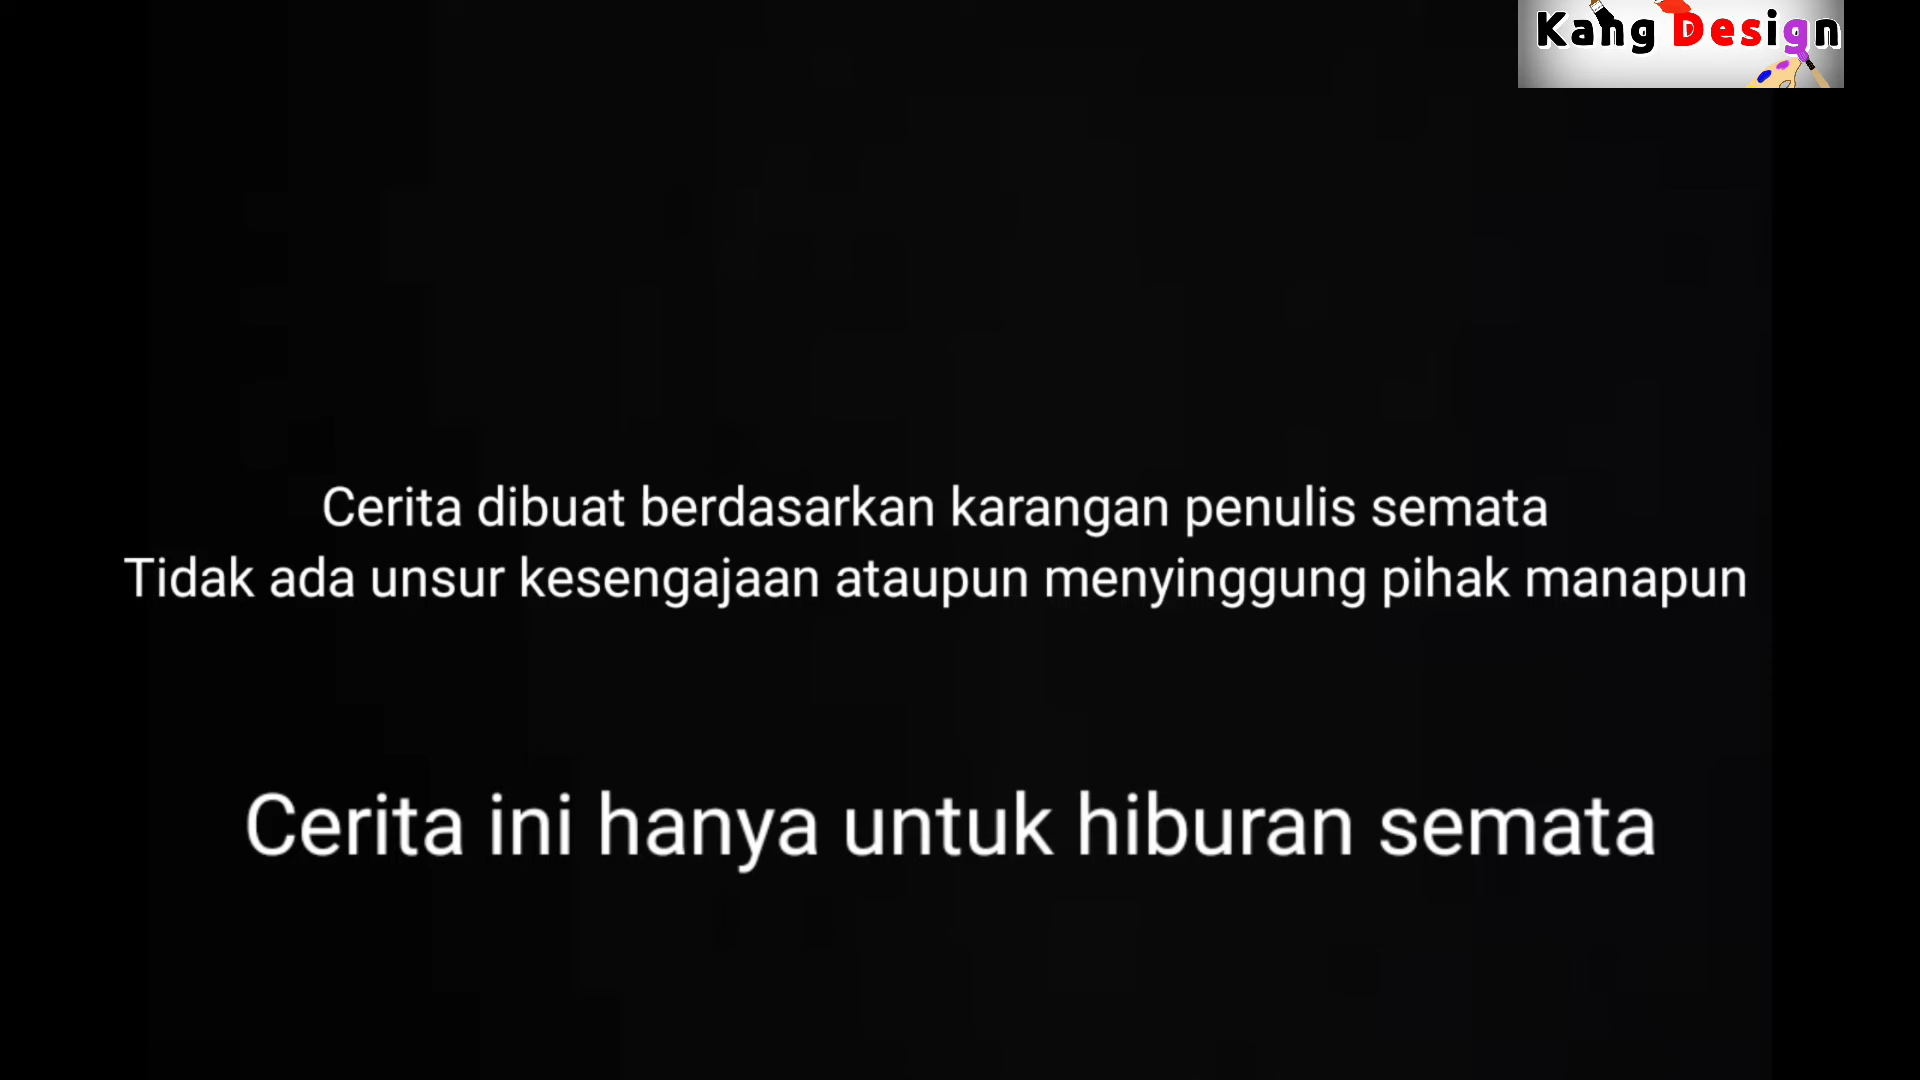 Kang Design
Cerita dibuat berdasarkan karangan penulis semata
Tidak ada unsur kesengajaan ataupun menyinggung pihak manapun
Cerita ini hanya untuk hiburan semata